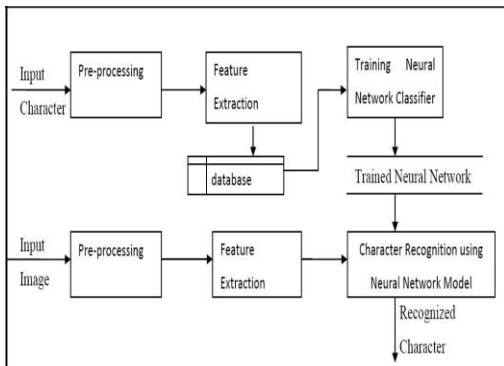 Input
Character
Pre-processing
Feature
Extraction
Training Neural
Network Classifier
database
Trained Neural Network
Input
Image
Pre-processing
Feature
Extraction
Character Recognition using
Neural Network Model
Recognized
Character